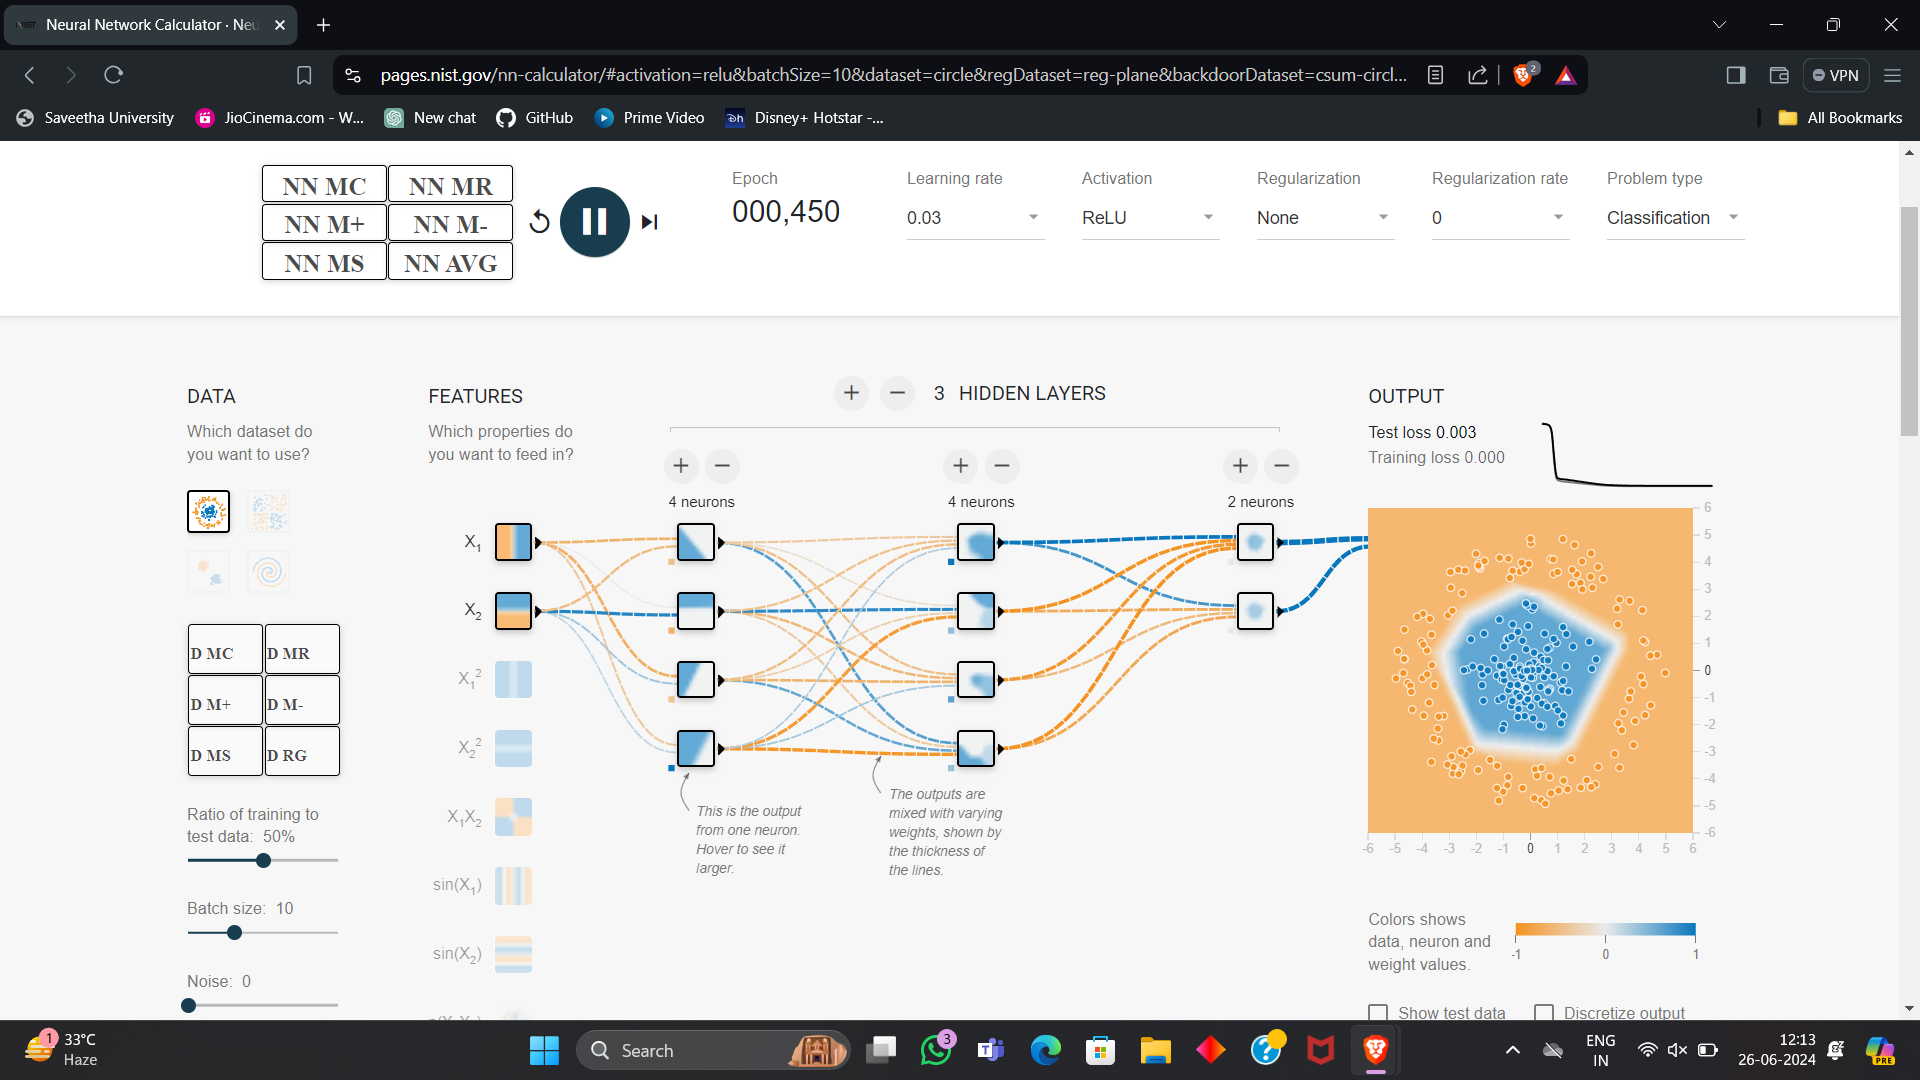 Neural Network Calculator · Neu
pages.nist.gov/nn-calculator/#activation=relu&batchSize=10&dataset=circle&regDataset=reg-plane&backdoorDataset=csum-circl...
2
VPN
Saveetha University
JioCinema.com - W...
New chat
GitHub
Prime Video
Disney+ Hotstar -...
All Bookmarks
NN MC NN MR
NN M+ NN M-
NN MS NN AVG
Epoch
000,450
Learning rate
0.03
Activation
ReLU
Regularization
None
Regularization rate
0
Problem type
Classification
DATA
Which dataset do
you want to use?
D MC D MR
D M+ D M-
D MS D RG
Ratio of training to
test data: 50%
Batch size: 10
Noise: 0
FEATURES
Which properties do
you want to feed in?
X1
X2
X1²
X2²
X1X2
sin(X1)
sin(X2)
+ − 3 HIDDEN LAYERS
+ −
4 neurons
+ −
4 neurons
+ −
2 neurons
This is the output
from one neuron.
Hover to see it
larger.
The outputs are
mixed with varying
weights, shown by
the thickness of
the lines.
OUTPUT
Test loss 0.003
Training loss 0.000
6
5
4
3
2
1
0
-1
-2
-3
-4
-5
-6
-6 -5 -4 -3 -2 -1 0 1 2 3 4 5 6
Colors shows
data, neuron and
weight values.
-1 0 1
Show test data
Discretize output
1
33°C
Haze
Search
3
ENG
IN
12:13
26-06-2024
PRE